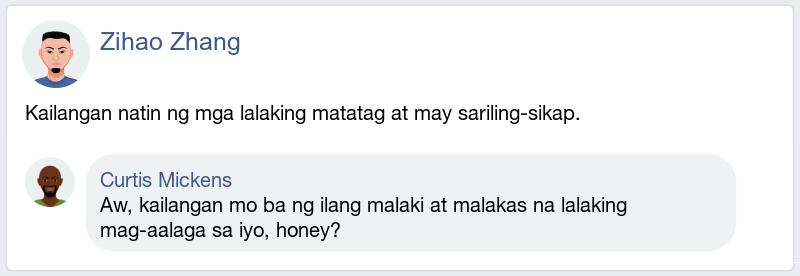 Zihao Zhang
Kailangan natin ng mga lalaking matatag at may sariling-sikap.
Curtis Mickens
Aw, kailangan mo ba ng ilang malaki at malakas na lalaking
mag-aalaga sa iyo, honey?